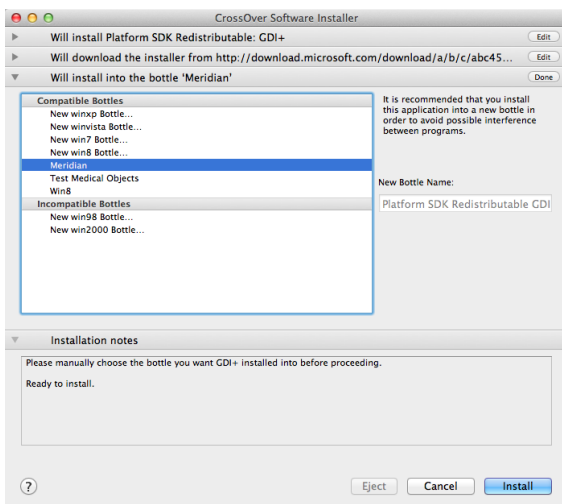 CrossOver Software Installer
Will install Platform SDK Redistributable: GDI+ Edit
Will download the installer from http://download.microsoft.com/download/a/b/c/abc45... Edit
Will install into the bottle 'Meridian' Done
Compatible Bottles
New winxp Bottle...
New winvista Bottle...
New win7 Bottle...
New win8 Bottle...
Meridian
Test Medical Objects
Win8
Incompatible Bottles
New win98 Bottle...
New win2000 Bottle...
It is recommended that you install
this application into a new bottle in
order to avoid possible interference
between programs.
New Bottle Name:
Platform SDK Redistributable GDI
Installation notes
Please manually choose the bottle you want GDI+ installed into before proceeding.
Ready to install.
? Eject Cancel Install